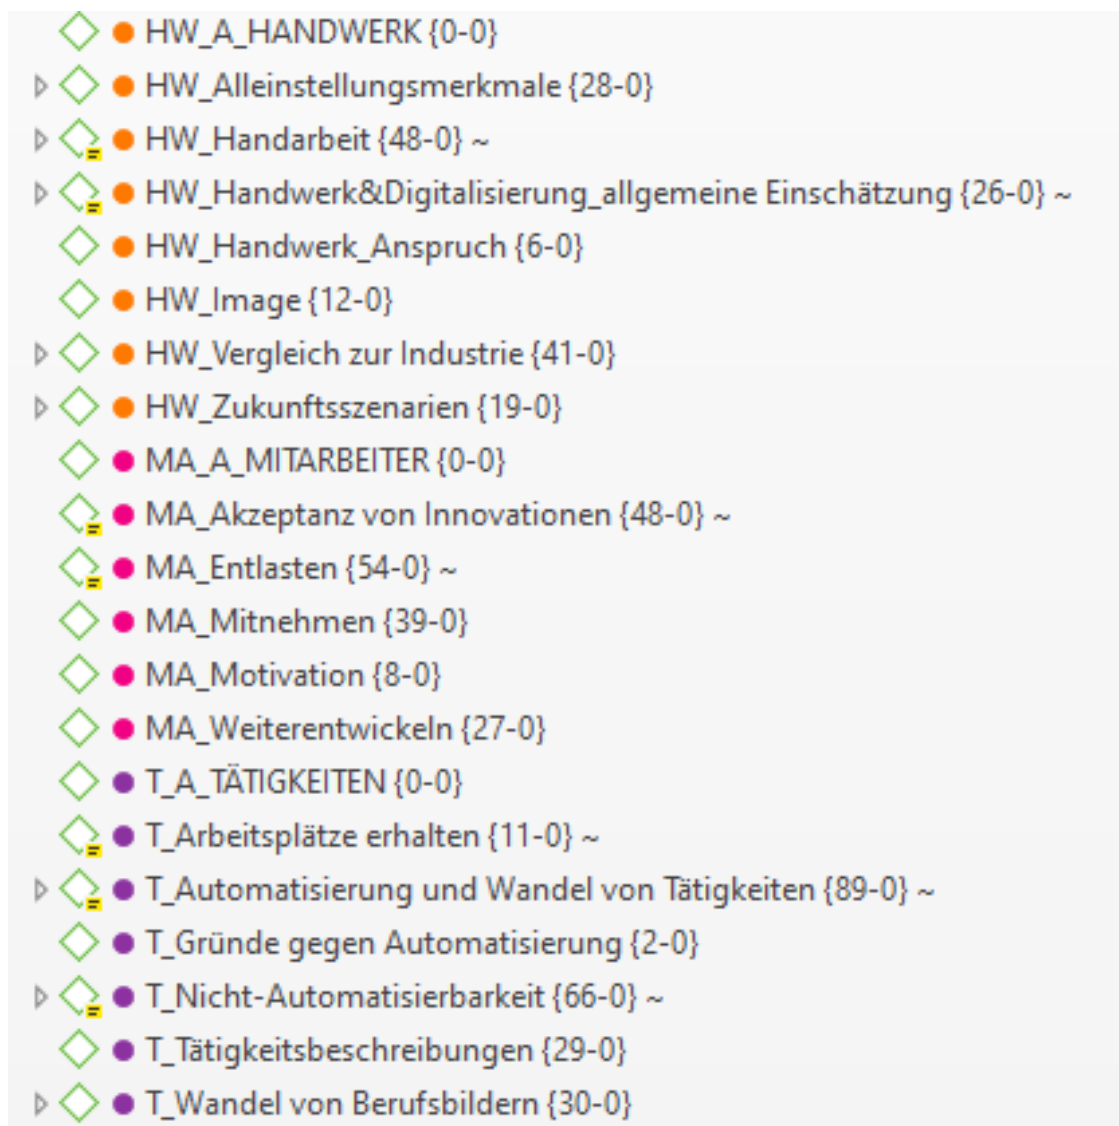 HW_A_HANDWERK {0-0}
HW_Alleinstellungsmerkmale {28-0}
HW_Handarbeit {48-0} ~
HW_Handwerk&Digitalisierung_allgemeine Einschätzung {26-0} ~
HW_Handwerk_Anspruch {6-0}
HW_Image {12-0}
HW_Vergleich zur Industrie {41-0}
HW_Zukunftsszenarien {19-0}
MA_A_MITARBEITER {0-0}
MA_Akzeptanz von Innovationen {48-0} ~
MA_Entlasten {54-0} ~
MA_Mitnehmen {39-0}
MA_Motivation {8-0}
MA_Weiterentwickeln {27-0}
T_A_TÄTIGKEITEN {0-0}
T_Arbeitsplätze erhalten {11-0} ~
T_Automatisierung und Wandel von Tätigkeiten {89-0} ~
T_Gründe gegen Automatisierung {2-0}
T_Nicht-Automatisierbarkeit {66-0} ~
T_Tätigkeitsbeschreibungen {29-0}
T_Wandel von Berufsbildern {30-0}